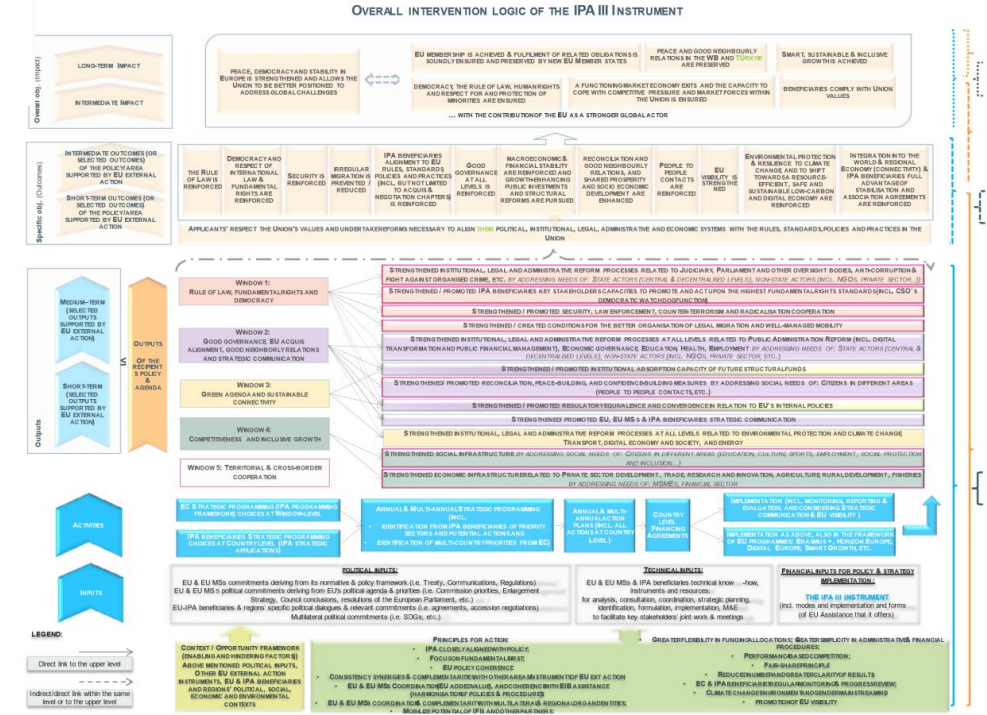 OVERALL INTERVENTION LOGIC OF THE IPA III INSTRUMENT
Overall obj. (Impact)
LONG-TERM IMPACT
INTERMEDIATE IMPACT
PEACE, DEMOCRACY AND STABILITY IN
EUROPE IS STRENGTHENED AND ALLOWS THE
UNION TO BE BETTER POSITIONED TO
ADDRESS GLOBAL CHALLENGES
EU MEMBERSHIP IS ACHIEVED & FULFILMENT OF RELATED OBLIGATIONS IS
SOUNDLY ENSURED AND PRESERVED BY NEW EU MEMBER STATES
PEACE AND GOOD NEIGHBOURLY
RELATIONS IN THE WB AND TÜRKIYE
ARE PRESERVED
SMART, SUSTAINABLE & INCLUSIVE
GROWTH IS ACHIEVED
DEMOCRACY, THE RULE OF LAW, HUMAN RIGHTS
AND RESPECT FOR AND PROTECTION OF
MINORITIES ARE ENSURED
A FUNCTIONING MARKET ECONOMY EXISTS AND THE CAPACITY TO
COPE WITH COMPETITIVE PRESSURE AND MARKET FORCES WITHIN
THE UNION IS ENSURED
BENEFICIARIES COMPLY WITH UNION
VALUES
... WITH THE CONTRIBUTION OF THE EU AS A STRONGER GLOBAL ACTOR
Specific obj. (Outcomes)
INTERMEDIATE OUTCOMES (OR
SELECTED OUTCOMES)
OF THE POLICY/AREA
SUPPORTED BY EU EXTERNAL
ACTION
SHORT-TERM OUTCOMES (OR
SELECTED OUTCOMES)
OF THE POLICY/AREA
SUPPORTED BY EU EXTERNAL
ACTION
THE RULE
OF LAW IS
REINFORCED
DEMOCRACY AND
RESPECT OF
INTERNATIONAL
LAW &
FUNDAMENTAL
RIGHTS ARE
REINFORCED
SECURITY IS
REINFORCED
IRREGULAR
MIGRATION IS
PREVENTED /
REDUCED
IPA BENEFICIARIES
ALIGNMENT TO EU
RULES, STANDARDS,
POLICIES AND PRACTICES
(INCL. BUT NOT LIMITED
TO ACQUIS &
NEGOTIATION CHAPTERS)
IS REINFORCED
GOOD
GOVERNANCE
AT ALL
LEVELS IS
REINFORCED
MACROECONOMIC &
FINANCIAL STABILITY
ARE REINFORCED AND
GROWTH ENHANCING
PUBLIC INVESTMENTS
AND STRUCTURAL
REFORMS ARE PURSUED
RECONCILIATION AND
GOOD NEIGHBOURLY
RELATIONS, AND
SHARED PROSPERITY
AND SOCIO ECONOMIC
DEVELOPMENT ARE
ENHANCED
PEOPLE TO
PEOPLE
CONTACTS
ARE
REINFORCED
EU
VISIBILITY IS
STRENGTHE
NED
ENVIRONMENTAL PROTECTION
& RESILIENCE TO CLIMATE
CHANGE, AND TO SHIFT
TOWARDS A RESOURCE-
EFFICIENT, SAFE AND
SUSTAINABLE LOW-CARBON
AND DIGITAL ECONOMY ARE
REINFORCED
INTEGRATION INTO THE
WORLD & REGIONAL
ECONOMY (CONNECTIVITY) &
IPA BENEFICIARIES FULL
ADVANTAGE OF
STABILISATION AND
ASSOCIATION AGREEMENTS
ARE REINFORCED
APPLICANTS' RESPECT THE UNION'S VALUES AND UNDERTAKE REFORMS NECESSARY TO ALIGN THEIR POLITICAL, INSTITUTIONAL, LEGAL, ADMINISTRATIVE AND ECONOMIC SYSTEMS WITH THE RULES, STANDARDS, POLICIES AND PRACTICES IN THE
UNION
Outputs
MEDIUM-TERM
(SELECTED
OUTPUTS
SUPPORTED BY
EU EXTERNAL
ACTION)
SHORT-TERM
(SELECTED
OUTPUTS
SUPPORTED BY
EU EXTERNAL
ACTION)
≤
OUTPUTS
OF THE
RECIPIENT
S POLICY
&
AGENDA
WINDOW 1:
RULE OF LAW, FUNDAMENTAL RIGHTS AND
DEMOCRACY
WINDOW 2:
GOOD GOVERNANCE, EU ACQUIS
ALIGNMENT, GOOD NEIGHBORLY RELATIONS
AND STRATEGIC COMMUNICATION
WINDOW 3:
GREEN AGENDA AND SUSTAINABLE
CONNECTIVITY
WINDOW 4:
COMPETITIVENESS AND INCLUSIVE GROWTH
WINDOW 5: TERRITORIAL & CROSS-BORDER
COOPERATION
STRENGTHENED INSTITUTIONAL, LEGAL AND ADMINISTRATIVE REFORM PROCESSES RELATED TO JUDICIARY, PARLIAMENT AND OTHER OVERSIGHT BODIES, ANTI-CORRUPTION &
FIGHT AGAINST ORGANISED CRIME, ETC. BY ADDRESSING NEEDS OF: STATE ACTORS (CENTRAL & DECENTRALISED LEVELS), NON-STATE ACTORS (INCL. NGOS, PRIVATE SECTOR..))
STRENGTHENED / PROMOTED IPA BENEFICIARIES KEY STAKEHOLDERS CAPACITIES TO PROMOTE AND ACT UPON THE HIGHEST FUNDAMENTAL RIGHTS STANDARDS (INCL. CSO'S
DEMOCRATIC WATCHDOG FUNCTION)
STRENGTHENED / PROMOTED SECURITY, LAW ENFORCEMENT, COUNTER-TERRORISM AND RADICALISATION COOPERATION
STRENGTHENED / CREATED CONDITIONS FOR THE BETTER ORGANISATION OF LEGAL MIGRATION AND WELL-MANAGED MOBILITY
STRENGTHENED INSTITUTIONAL, LEGAL AND ADMINISTRATIVE REFORM PROCESSES AT ALL LEVELS RELATED TO PUBLIC ADMINISTRATION REFORM (INCL. DIGITAL
TRANSFORMATION AND PUBLIC FINANCIAL MANAGEMENT), ECONOMIC GOVERNANCE, EDUCATION, HEALTH, EMPLOYMENT BY ADDRESSING NEEDS OF: STATE ACTORS (CENTRAL &
DECENTRALISED LEVELS), NON-STATE ACTORS (INCL. NGOS, PRIVATE SECTOR, ETC.)
STRENGTHENED / PROMOTED INSTITUTIONAL ABSORPTION CAPACITY OF FUTURE STRUCTURAL FUNDS
STRENGTHENED/ PROMOTED RECONCILIATION, PEACE-BUILDING, AND CONFIDENCE-BUILDING MEASURES BY ADDRESSING SOCIAL NEEDS OF: CITIZENS IN DIFFERENT AREAS
(PEOPLE TO PEOPLE CONTACTS, ETC.)
STRENGTHENED / PROMOTED REGULATORY EQUIVALENCE AND CONVERGENCE IN RELATION TO EU'S INTERNAL POLICIES
STRENGTHENED / PROMOTED EU, EU MSS & IPA BENEFICIARIES STRATEGIC COMMUNICATION
STRENGTHENED INSTITUTIONAL, LEGAL AND ADMINISTRATIVE REFORM PROCESSES AT ALL LEVELS RELATED TO ENVIRONMENTAL PROTECTION AND CLIMATE CHANGE,
TRANSPORT, DIGITAL ECONOMY AND SOCIETY, AND ENERGY
STRENGTHENED SOCIAL INFRASTRUCTURE BY ADDRESSING SOCIAL NEEDS OF: CITIZENS IN DIFFERENT AREAS (EDUCATION, CULTURE, SPORTS, EMPLOYMENT, SOCIAL PROTECTION
AND INCLUSION...)
STRENGTHENED ECONOMIC INFRASTRUCTURE RELATED TO PRIVATE SECTOR DEVELOPMENT, TRADE, RESEARCH AND INNOVATION, AGRICULTURE, RURAL DEVELOPMENT, FISHERIES
BY ADDRESSING NEEDS OF: MSMES, FINANCIAL SECTOR
ACTIVITIES
EC STRATEGIC PROGRAMMING (IPA PROGRAMMING
FRAMEWORK) CHOICES AT WINDOW-LEVEL
IPA BENEFICIARIES STRATEGIC PROGRAMMING
CHOICES AT COUNTRY LEVEL (IPA STRATEGIC
APPLICATIONS)
ANNUAL & MULTI-ANNUAL STRATEGIC PROGRAMMING
(INCL.
• IDENTIFICATION FROM IPA BENEFICIARIES OF PRIORITY
SECTORS AND POTENTIAL ACTIONS AND
• IDENTIFICATION OF MULTI-COUNTRY PRIORITIES FROM EC)
ANNUAL & MULTI-
ANNUAL ACTION
PLANS (INCL. ALL
ACTIONS AT COUNTRY
LEVEL)
COUNTRY
LEVEL
FINANCING
AGREEMENTS
IMPLEMENTATION (INCL. MONITORING, REPORTING &
EVALUATION, AND CONSIDERING STRATEGIC
COMMUNICATION & EU VISIBILITY )
IMPLEMENTATION AS ABOVE, ALSO IN THE FRAMEWORK
OF EU PROGRAMMES: ERASMUS +, HORIZON EUROPE,
DIGITAL EUROPE, SMART GROWTH, ETC.
INPUTS
POLITICAL INPUTS:
EU & EU MSs commitments deriving from its normative & policy framework (i.e. Treaty, Communications, Regulations)
EU & EU MSs political commitments deriving from EU's political agenda & priorities (i.e. Commission priorities, Enlargement
Strategy, Council conclusions, resolutions of the European Parliament, etc.)
EU-IPA beneficiaries & regions' specific political dialogues & relevant commitments (i.e. agreements, accession negotiations)
Multilateral political commitments (i.e. SDGs, etc.)
TECHNICAL INPUTS:
EU & EU MSs & IPA beneficiaries technical know -how,
instruments and resources:
for analysis, consultation, coordination, strategic planning,
identification, formulation, implementation, M&E
to facilitate key stakeholders' joint work & meetings
FINANCIAL INPUTS FOR POLICY & STRATEGY
IMPLEMENTATION:
THE IPA III INSTRUMENT
(incl. modes and implementation and forms
of EU Assistance that it offers)
LEGEND:
Direct link to the upper level
Indirect/direct link within the same
level or to the upper level
CONTEXT / OPPORTUNITY FRAMEWORK
(ENABLING AND HINDERING FACTORS)
ABOVE MENTIONED POLITICAL INPUTS,
OTHER EU EXTERNAL ACTION
INSTRUMENTS, EU & IPA BENEFICIARIES
AND REGIONS' POLITICAL, SOCIAL,
ECONOMIC AND ENVIRONMENTAL
CONTEXTS
PRINCIPLES FOR ACTION:
• IPA CLOSELY ALIGNED WITH POLICY;
• FOCUS ON FUNDAMENTALS FIRST;
• EU POLICY COHERENCE
CONSISTENCY SYNERGIES & COMPLEMENTARITIES WITH OTHER AREAS INSTRUMENT OF EU EXT ACTION
• EU & EU MSS COORDINATION (EU ADDED VALUE), AND COHERENCE WITH EIB ASSISTANCE
(HARMONISATION OF POLICIES & PROCEDURES)
• EU & EU MSS COORDINATION & COMPLEMENTARITY WITH MULTILATERAL & REGIONAL ORG AND ENTITIES;
• MOBILIZE POTENTIAL OF IFIS AND OTHER PARTNERS;
• GREATER FLEXIBILITY IN FUNDING ALLOCATIONS; GREATER SIMPLICITY IN ADMINISTRATIVE & FINANCIAL
PROCEDURES;
• PERFORMANCE BASED COMPETITION;
• FAIR-SHARE PRINCIPLE
• REDUCED NUMBER AND GREATER CLARITY OF RESULTS
• EC & IPA BENEFICIARIES REGULAR MONITORING & PROGRESS REVIEW;
• CLIMATE CHANGE ENVIRONMENT AND GENDER MAINSTREAMING
• PROMOTION OF EU VISIBILITY